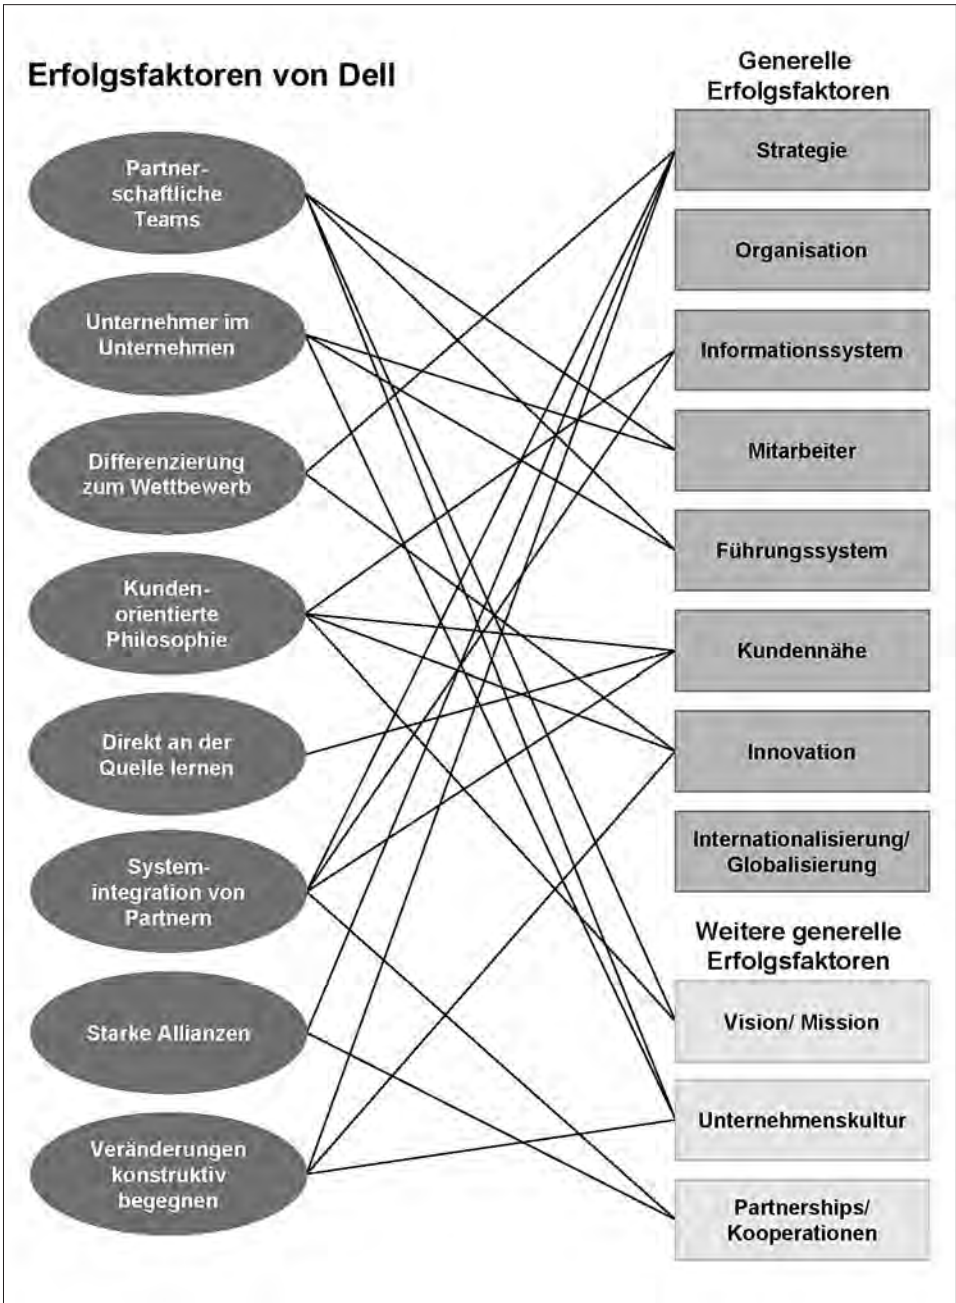 Erfolgsfaktoren von Dell
Partner-
schaftliche
Teams
Unternehmer im
Unternehmen
Differenzierung
zum Wettbewerb
Kunden-
orientierte
Philosophie
Direkt an der
Quelle lernen
System-
integration von
Partnern
Starke Allianzen
Veränderungen
konstruktiv
begegnen
Generelle
Erfolgsfaktoren
Strategie
Organisation
Informationssystem
Mitarbeiter
Führungssystem
Kundennähe
Innovation
Internationalisierung/
Globalisierung
Weitere generelle
Erfolgsfaktoren
Vision/ Mission
Unternehmenskultur
Partnerships/
Kooperationen